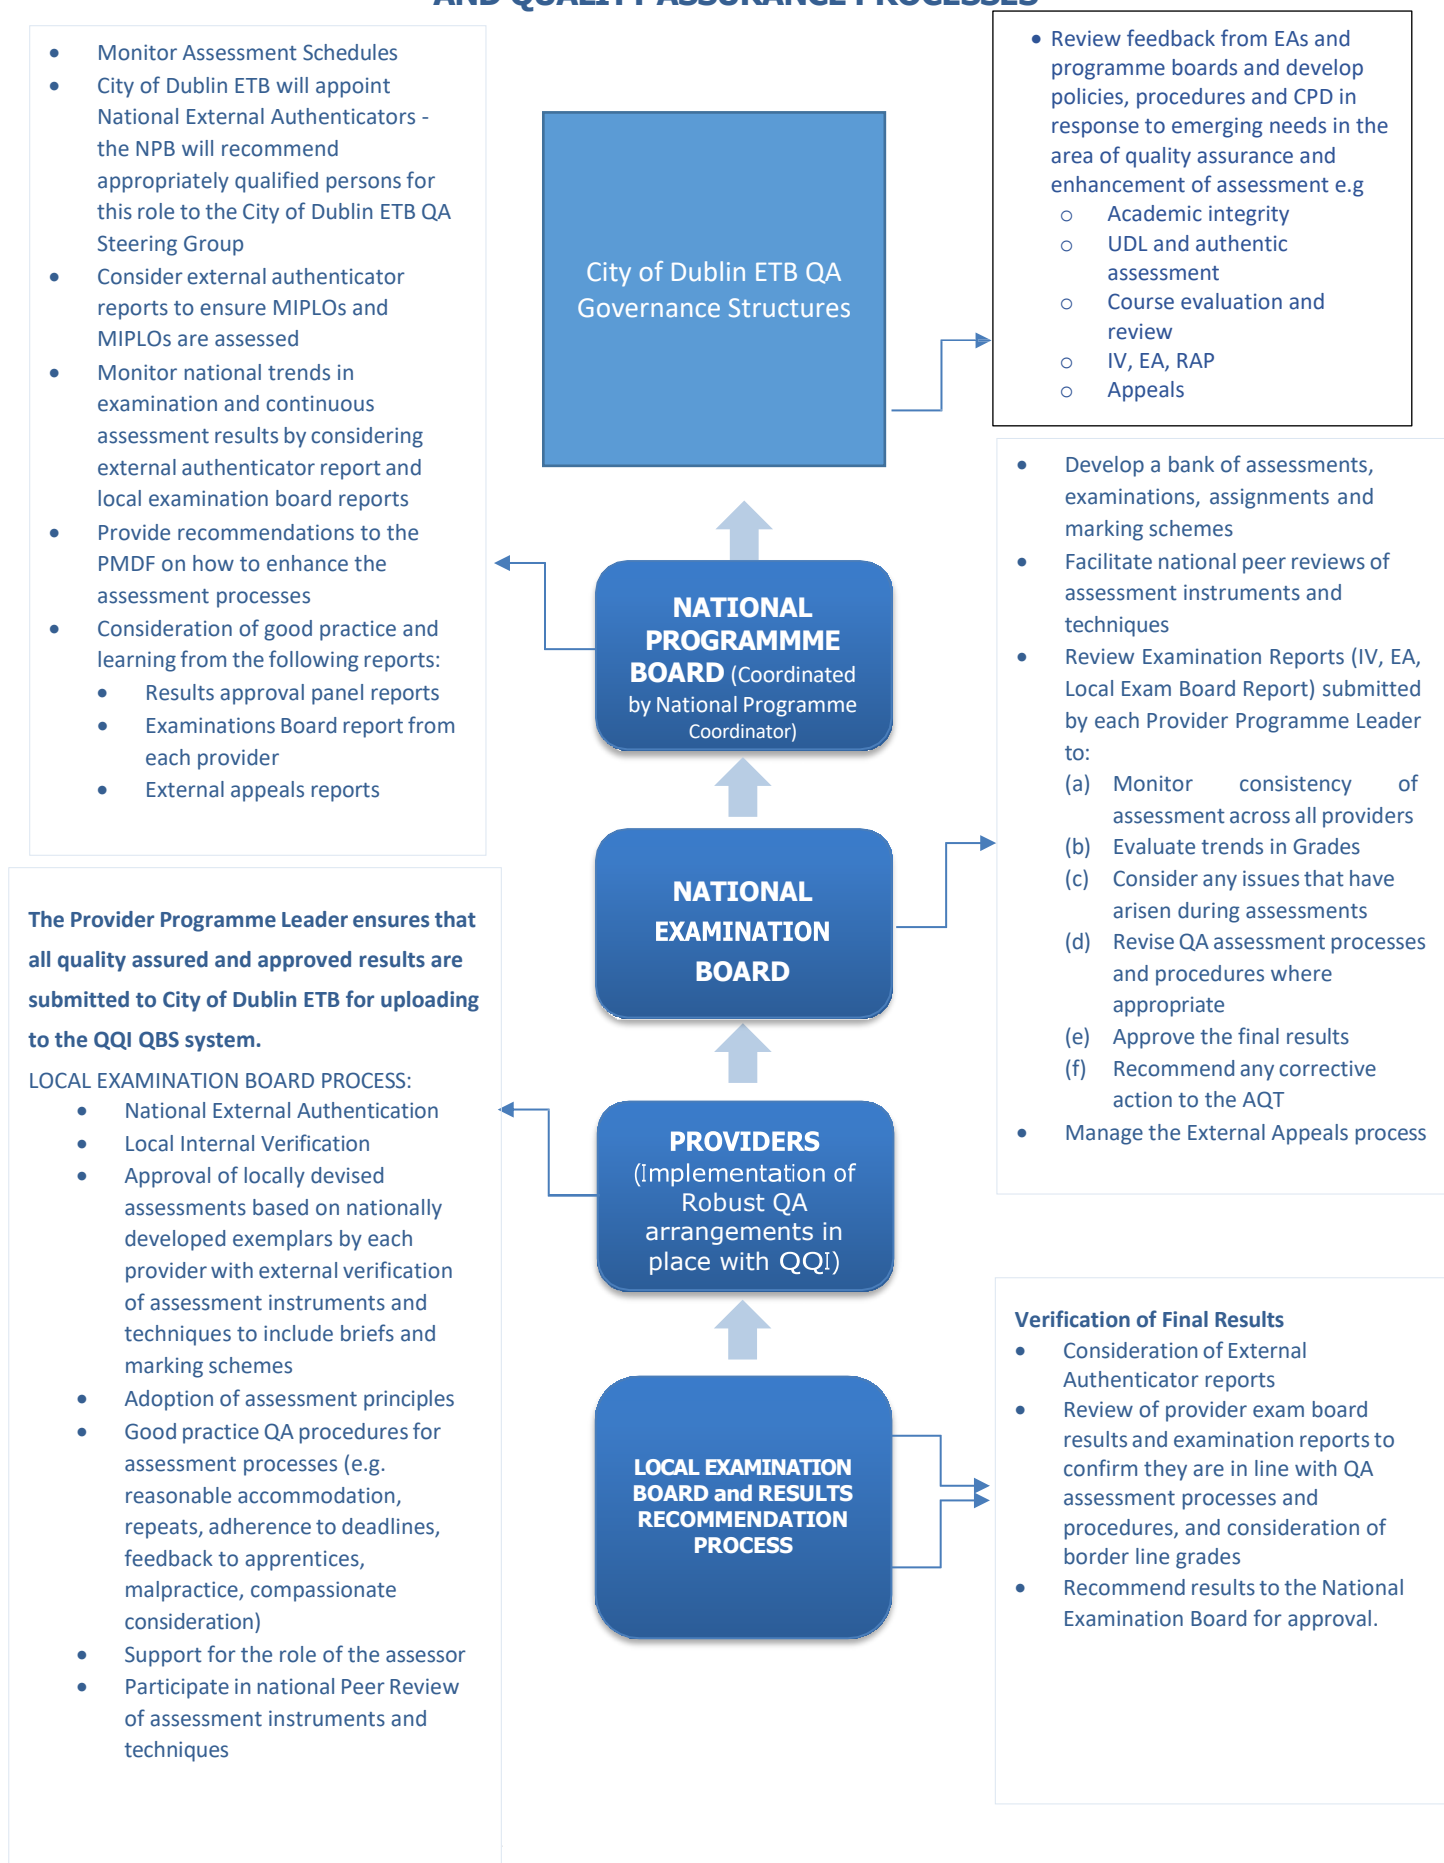 AND QUALITY ASSURANCE PROCESSES
• Monitor Assessment Schedules
• City of Dublin ETB will appoint
National External Authenticators -
the NPB will recommend
appropriately qualified persons for
this role to the City of Dublin ETB QA
Steering Group
• Consider external authenticator
reports to ensure MIPLOs and
MIPLOs are assessed
• Monitor national trends in
examination and continuous
assessment results by considering
external authenticator report and
local examination board reports
• Provide recommendations to the
PMDF on how to enhance the
assessment processes
• Consideration of good practice and
learning from the following reports:
• Results approval panel reports
• Examinations Board report from
each provider
• External appeals reports
City of Dublin ETB QA
Governance Structures
• Review feedback from EAs and
programme boards and develop
policies, procedures and CPD in
response to emerging needs in the
area of quality assurance and
enhancement of assessment e.g
o Academic integrity
o UDL and authentic
assessment
o Course evaluation and
review
o IV, EA, RAP
o Appeals
NATIONAL
PROGRAMMME
BOARD (Coordinated
by National Programme
Coordinator)
• Develop a bank of assessments,
examinations, assignments and
marking schemes
• Facilitate national peer reviews of
assessment instruments and
techniques
• Review Examination Reports (IV, EA,
Local Exam Board Report) submitted
by each Provider Programme Leader
to:
(a) Monitor consistency of
assessment across all providers
(b) Evaluate trends in Grades
(c) Consider any issues that have
arisen during assessments
(d) Revise QA assessment processes
and procedures where
appropriate
(e) Approve the final results
(f) Recommend any corrective
action to the AQT
• Manage the External Appeals process
NATIONAL
EXAMINATION
BOARD
The Provider Programme Leader ensures that
all quality assured and approved results are
submitted to City of Dublin ETB for uploading
to the QQI QBS system.
LOCAL EXAMINATION BOARD PROCESS:
• National External Authentication
• Local Internal Verification
• Approval of locally devised
assessments based on nationally
developed exemplars by each
provider with external verification
of assessment instruments and
techniques to include briefs and
marking schemes
• Adoption of assessment principles
• Good practice QA procedures for
assessment processes (e.g.
reasonable accommodation,
repeats, adherence to deadlines,
feedback to apprentices,
malpractice, compassionate
consideration)
• Support for the role of the assessor
• Participate in national Peer Review
of assessment instruments and
techniques
PROVIDERS
(Implementation of
Robust QA
arrangements in
place with QQI)
LOCAL EXAMINATION
BOARD and RESULTS
RECOMMENDATION
PROCESS
Verification of Final Results
• Consideration of External
Authenticator reports
• Review of provider exam board
results and examination reports to
confirm they are in line with QA
assessment processes and
procedures, and consideration of
border line grades
• Recommend results to the National
Examination Board for approval.